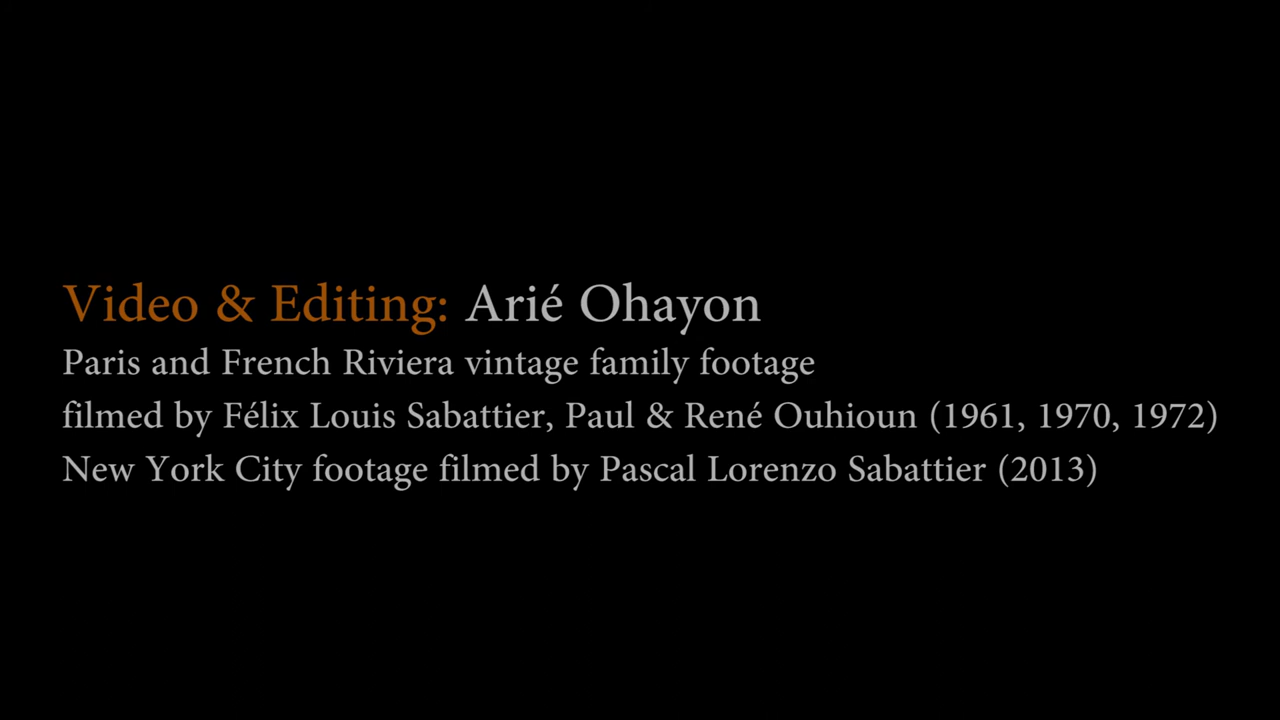 Video & Editing: Arié Ohayon
Paris and French Riviera vintage family footage
filmed by Félix Louis Sabattier, Paul & René Ouhioun (1961, 1970, 1972)
New York City footage filmed by Pascal Lorenzo Sabattier (2013)